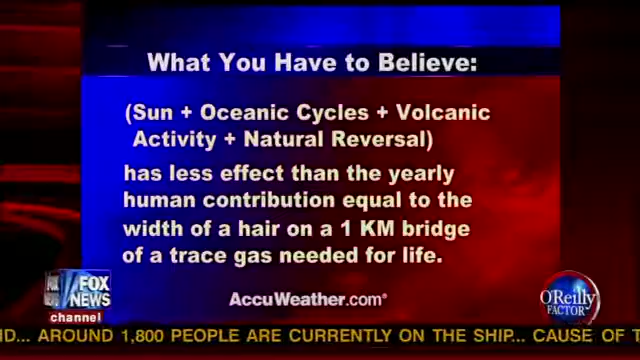 What You Have to Believe:
(Sun + Oceanic Cycles + Volcanic
Activity + Natural Reversal)
has less effect than the yearly
human contribution equal to the
width of a hair on a 1 KM bridge
of a trace gas needed for life.
AccuWeather.com®
FOX
NEWS
channel
O'Reilly
FACTOR
D... AROUND 1,800 PEOPLE ARE CURRENTLY ON THE SHIP... CAUSE OF T